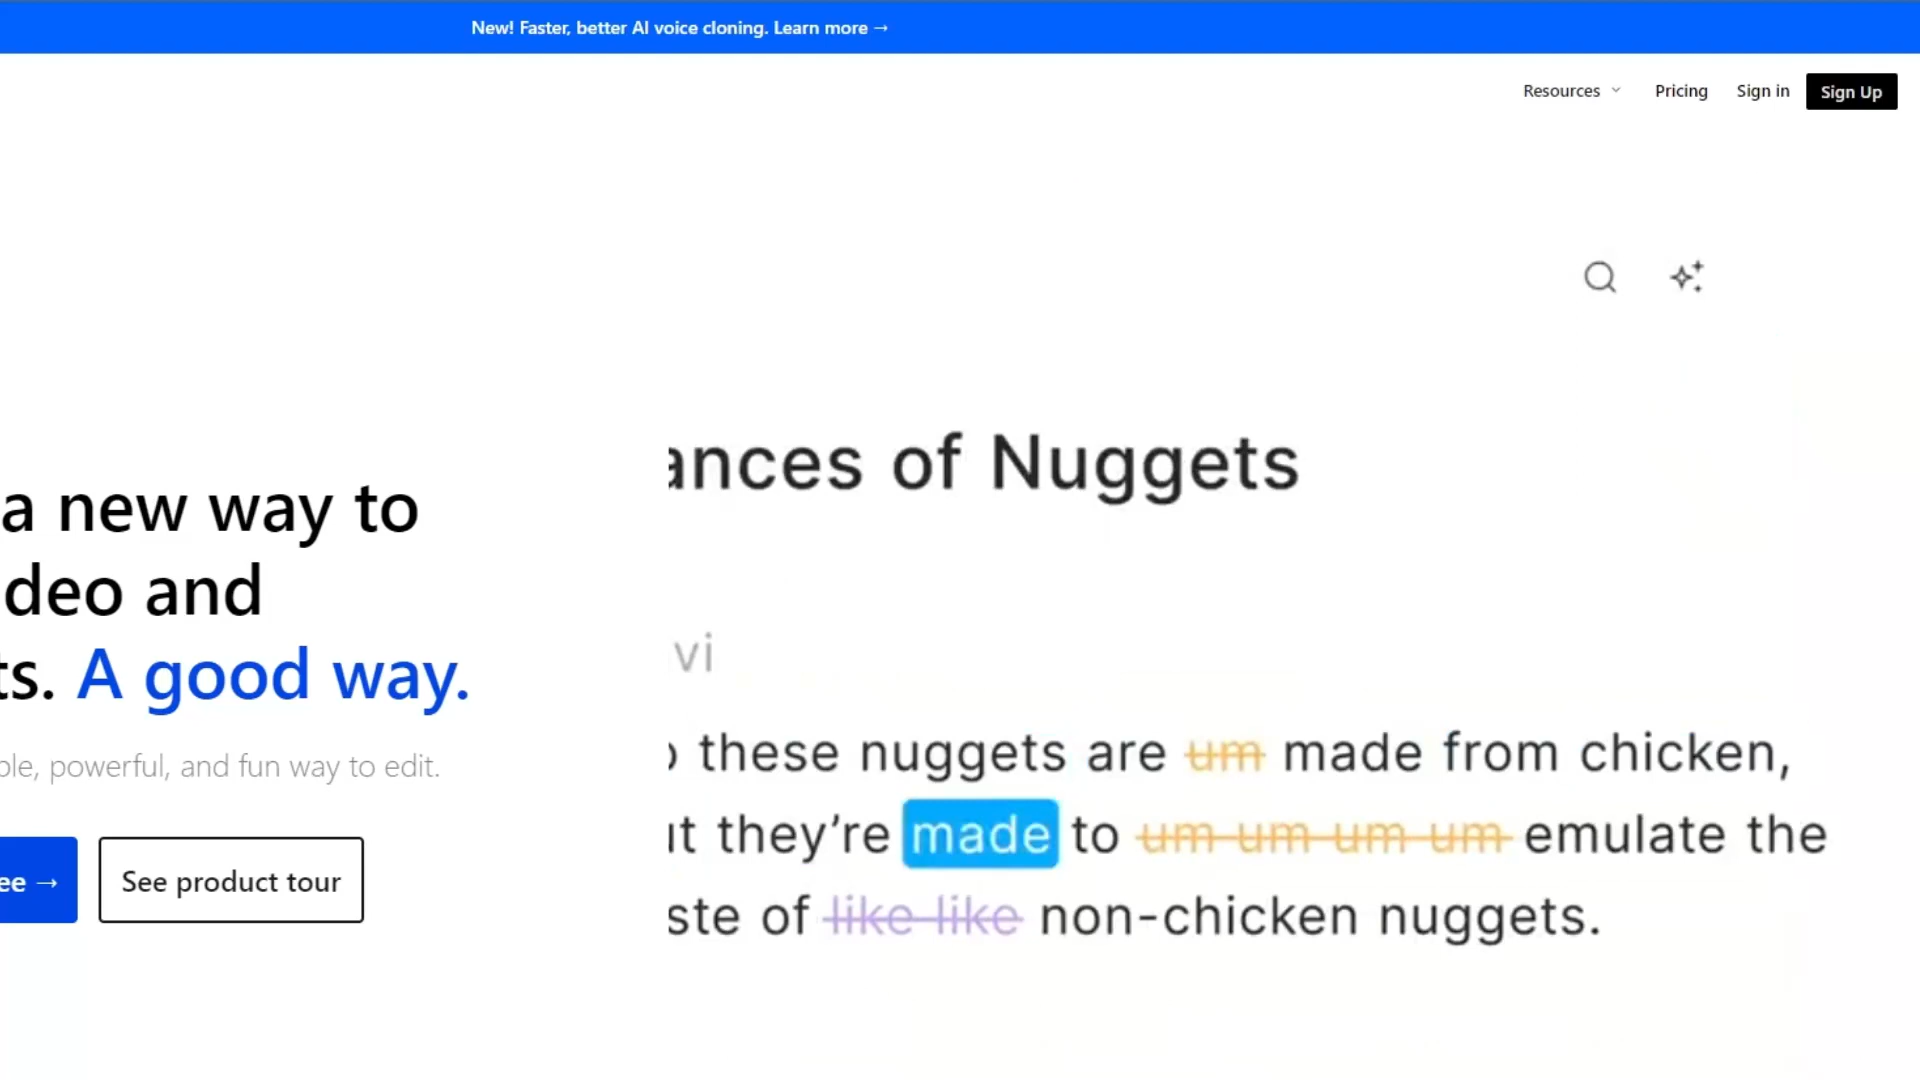 New! Faster, better AI voice cloning. Learn more →
Resources
Pricing
Sign in
Sign Up
a new way to
deo and
ts. A good way.
ple, powerful, and fun way to edit.
ee →
See product tour
ances of Nuggets
vi
these nuggets are um made from chicken,
ut they’re made to um um um um emulate the
ste of like like non-chicken nuggets.